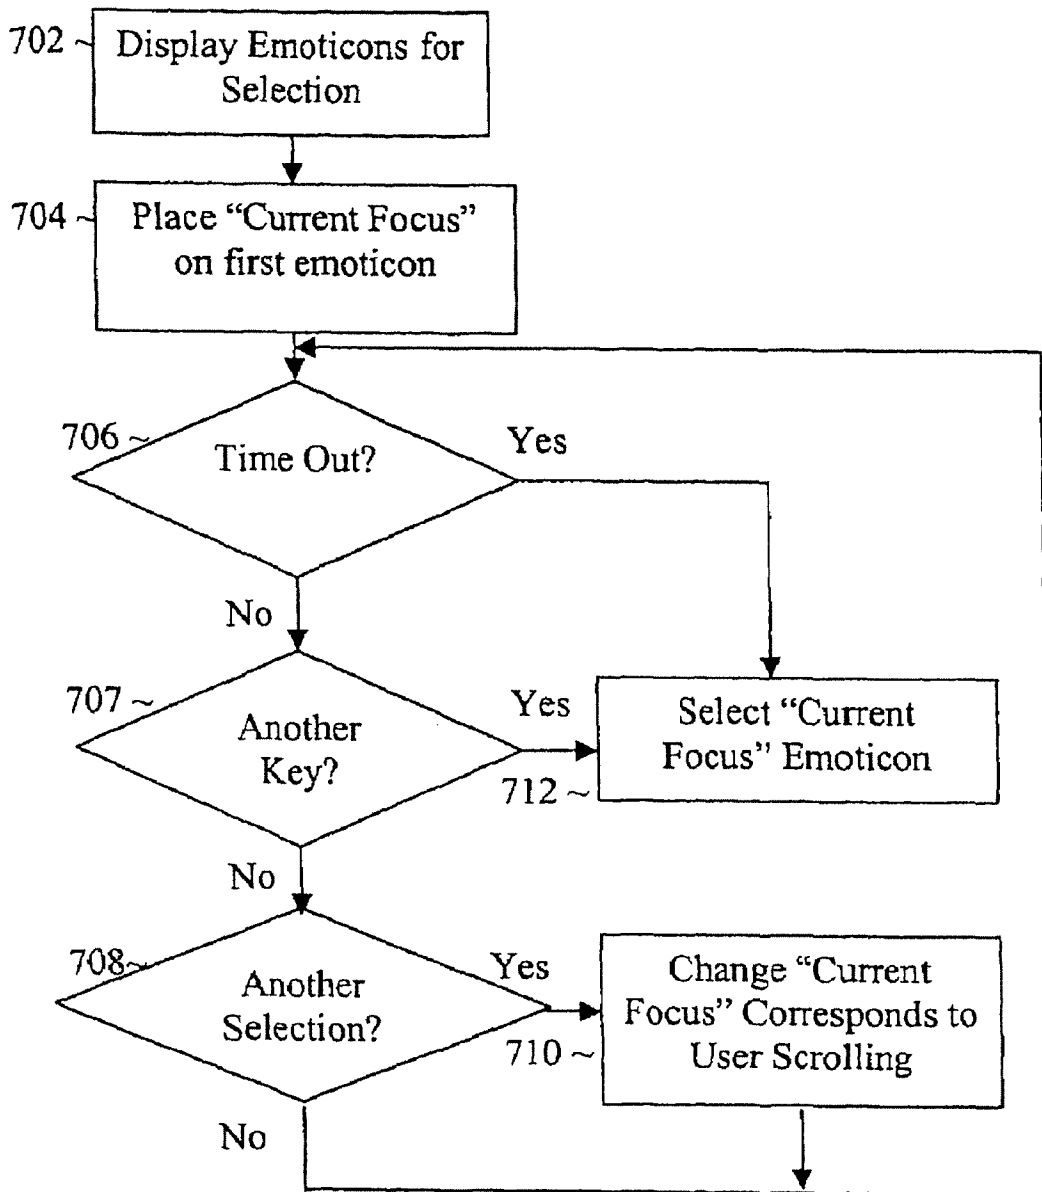 702 ~
Display Emoticons for
Selection
704 ~
Place “Current Focus”
on first emoticon
706 ~
Time Out?
Yes
No
707 ~
Another
Key?
Yes
712 ~
Select “Current
Focus” Emoticon
No
708~
Another
Selection?
Yes
710 ~
Change “Current
Focus” Corresponds to
User Scrolling
No